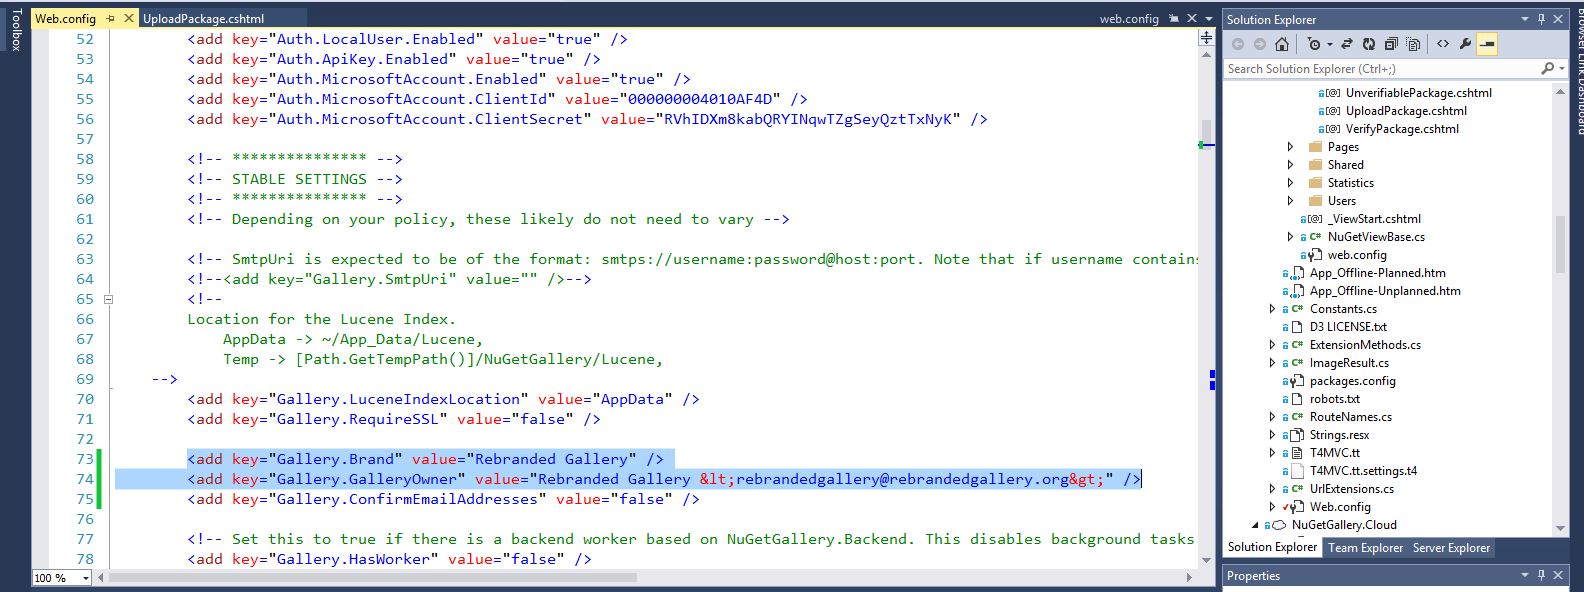 Toolbox
Web.config
UploadPackage.cshtml
web.config
52 <add key="Auth.LocalUser.Enabled" value="true" />
53 <add key="Auth.ApiKey.Enabled" value="true" />
54 <add key="Auth.MicrosoftAccount.Enabled" value="true" />
55 <add key="Auth.MicrosoftAccount.ClientId" value="000000004010AF4D" />
56 <add key="Auth.MicrosoftAccount.ClientSecret" value="RVhIDXm8kabQRYINqwTZgSeyQztTxNyK" />
57
58 <!-- *************** -->
59 <!-- STABLE SETTINGS -->
60 <!-- *************** -->
61 <!-- Depending on your policy, these likely do not need to vary -->
62
63 <!-- SmtpUri is expected to be of the format: smtps://username:password@host:port. Note that if username contains
64 <!--<add key="Gallery.SmtpUri" value="" />-->
65 <!--
66 Location for the Lucene Index.
67 AppData -> ~/App_Data/Lucene,
68 Temp -> [Path.GetTempPath()]/NuGetGallery/Lucene,
69 -->
70 <add key="Gallery.LuceneIndexLocation" value="AppData" />
71 <add key="Gallery.RequireSSL" value="false" />
72
73 <add key="Gallery.Brand" value="Rebranded Gallery" />
74 <add key="Gallery.GalleryOwner" value="Rebranded Gallery &lt;rebrandedgallery@rebrandedgallery.org&gt;" />
75 <add key="Gallery.ConfirmEmailAddresses" value="false" />
76
77 <!-- Set this to true if there is a backend worker based on NuGetGallery.Backend. This disables background tasks
78 <add key="Gallery.HasWorker" value="false" />
100 %
Solution Explorer
Search Solution Explorer (Ctrl+;)
UnverifiablePackage.cshtml
UploadPackage.cshtml
VerifyPackage.cshtml
Pages
Shared
Statistics
Users
_ViewStart.cshtml
C# NuGetViewBase.cs
web.config
App_Offline-Planned.htm
App_Offline-Unplanned.htm
C# Constants.cs
D3 LICENSE.txt
C# ExtensionMethods.cs
C# ImageResult.cs
packages.config
robots.txt
C# RouteNames.cs
Strings.resx
T4MVC.tt
T4MVC.tt.settings.t4
C# UrlExtensions.cs
Web.config
NuGetGallery.Cloud
Solution Explorer
Team Explorer
Server Explorer
Properties
Browser Link Dashboard